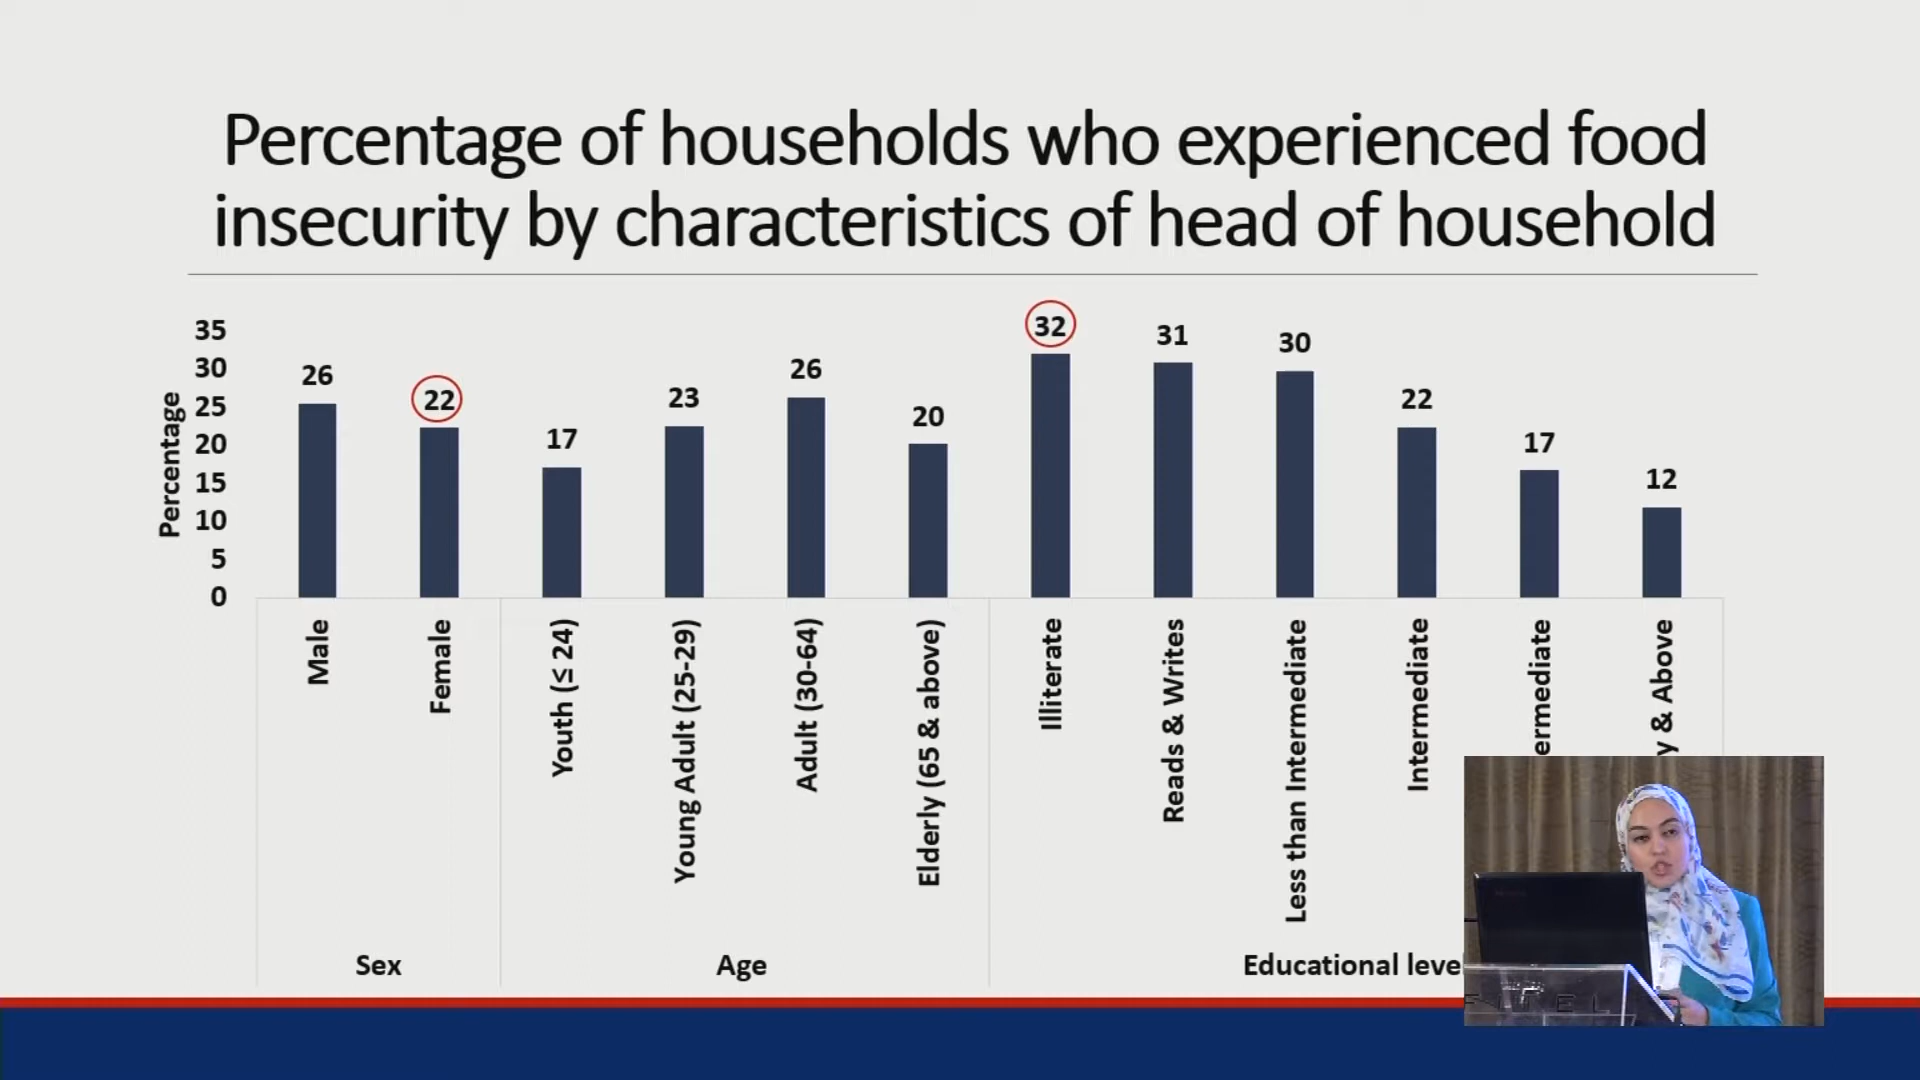 Percentage of households who experienced food
insecurity by characteristics of head of household
Percentage
35
30
25
20
15
10
5
0
26
22
17
23
26
20
32
31
30
22
17
12
Male
Female
Youth (≤ 24)
Young Adult (25-29)
Adult (30-64)
Elderly (65 & above)
Illiterate
Reads & Writes
Less than Intermediate
Intermediate
ermediate
y & Above
Sex
Age
Educational leve